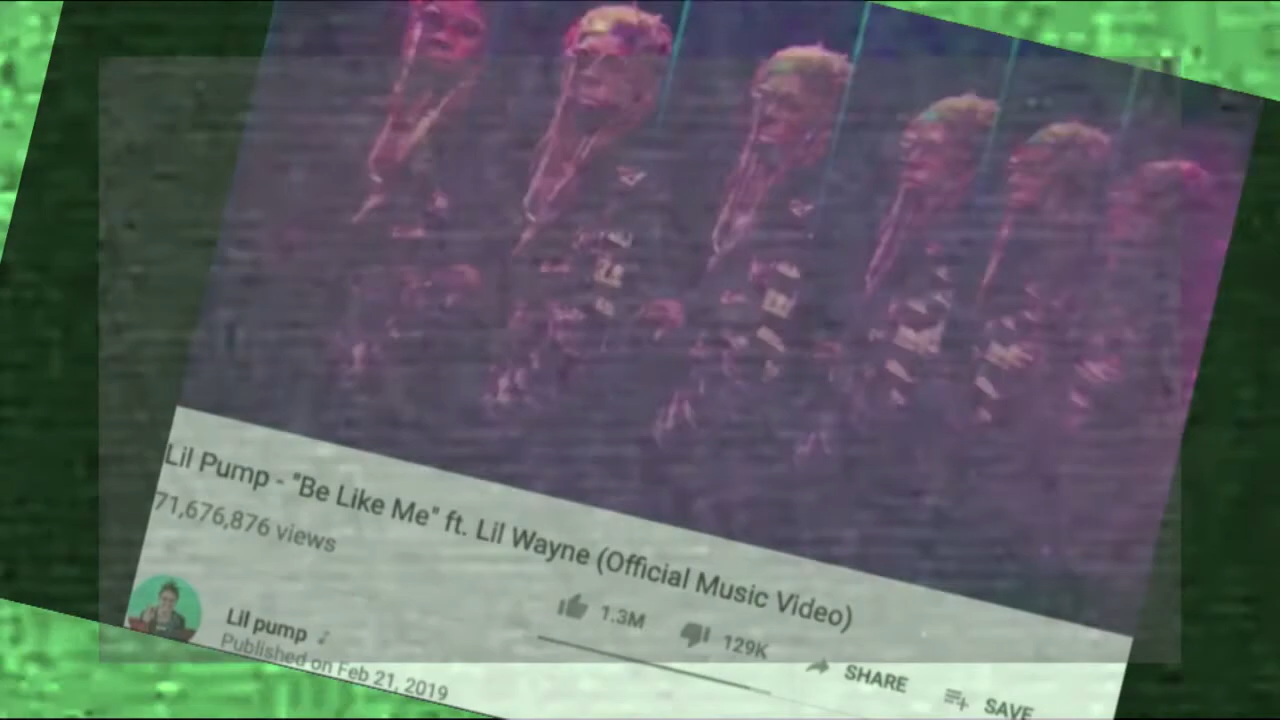 Lil Pump - "Be Like Me" ft. Lil Wayne (Official Music Video)
71,676,876 views
1.3M
129K
SHARE
SAVE
Lil pump ♪
Published on Feb 21, 2019